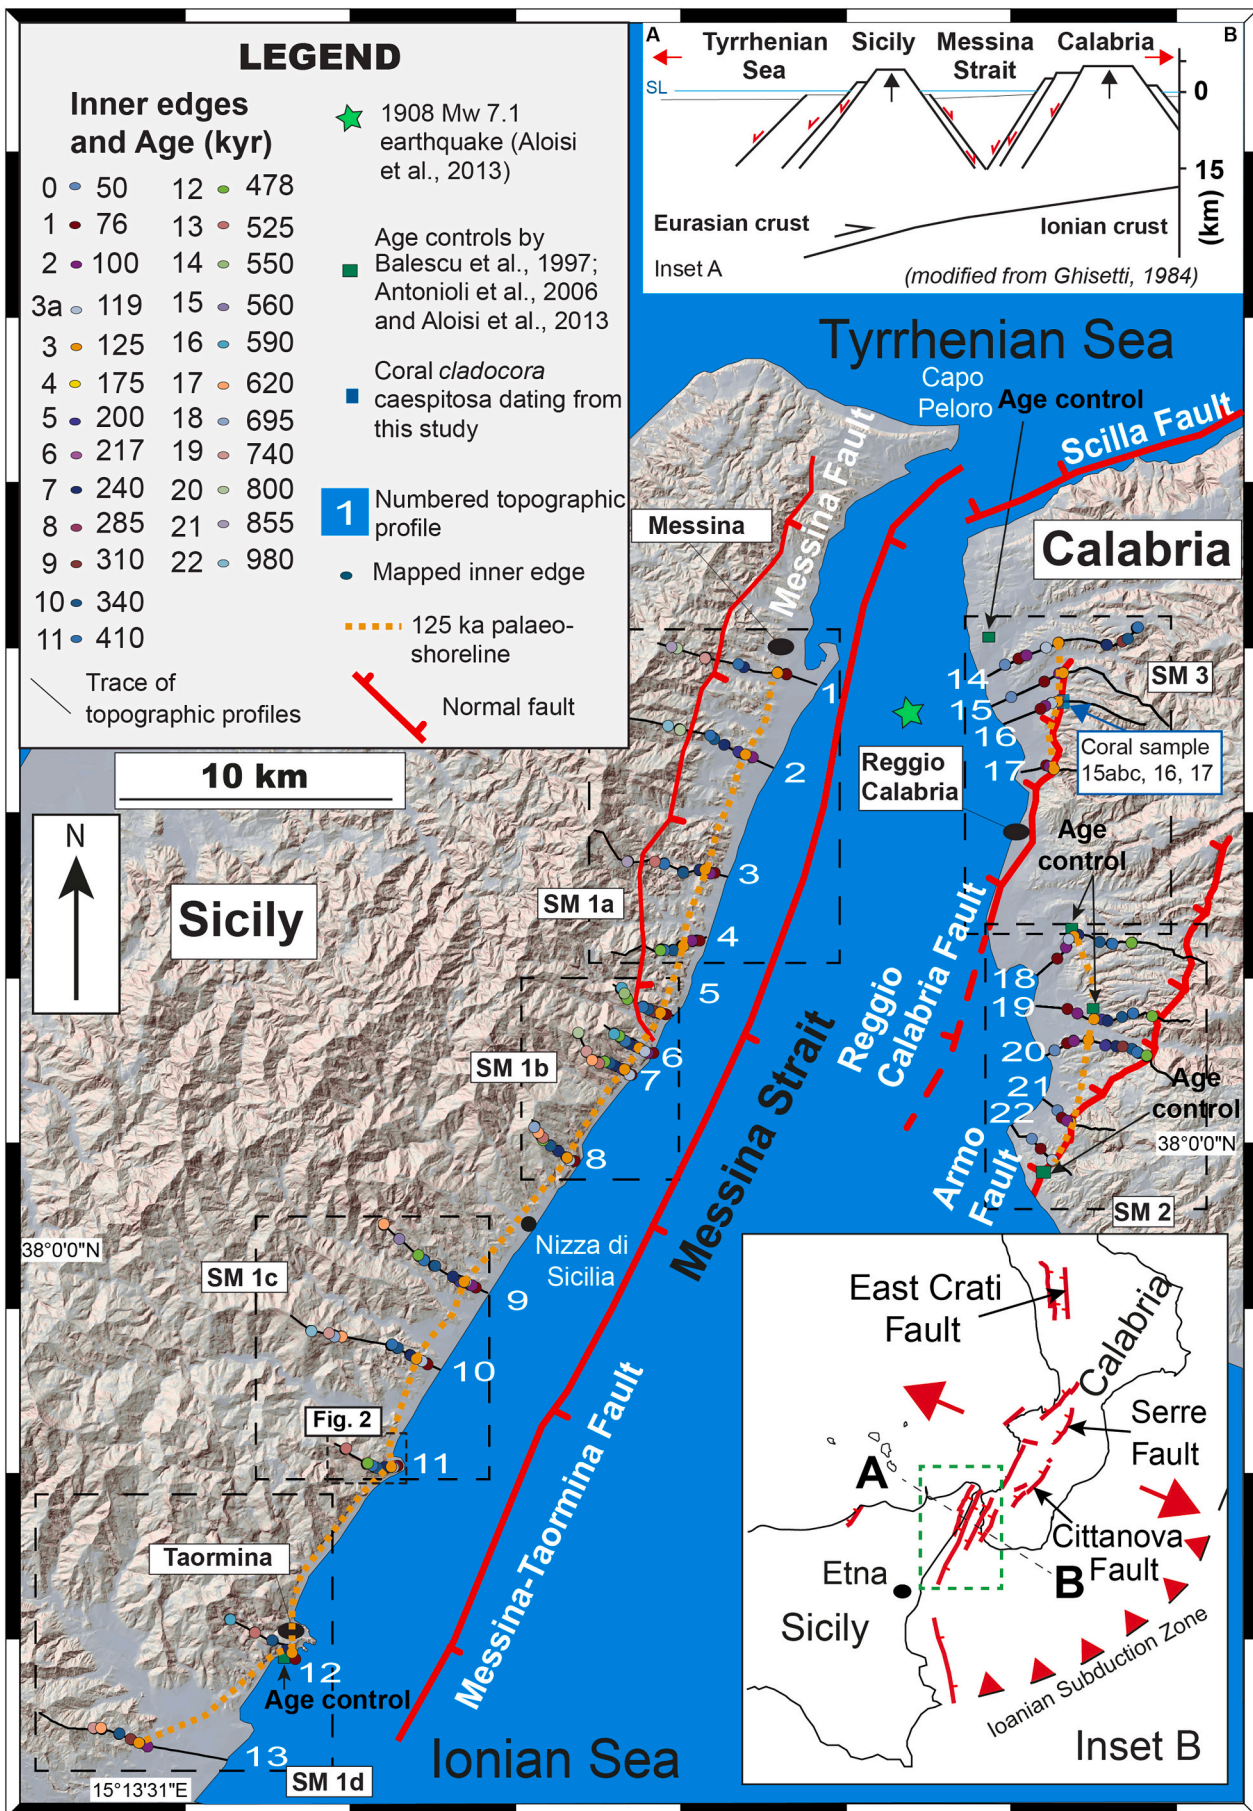 LEGEND
Inner edges
and Age (kyr)
0 50
1 76
2 100
3a 119
3 125
4 175
5 200
6 217
7 240
8 285
9 310
10 340
11 410
12 478
13 525
14 550
15 560
16 590
17 620
18 695
19 740
20 800
21 855
22 980
Trace of
topographic profiles
1908 Mw 7.1
earthquake (Aloisi
et al., 2013)
Age controls by
Balescu et al., 1997;
Antonioli et al., 2006
and Aloisi et al., 2013
Coral cladocora
caespitosa dating from
this study
1
Numbered topographic
profile
Mapped inner edge
125 ka palaeo-
shoreline
Normal fault
A
B
Tyrrhenian
Sea
Sicily
Messina
Strait
Calabria
SL
0
15
(km)
Eurasian crust
Ionian crust
Inset A
(modified from Ghisetti, 1984)
Tyrrhenian Sea
Capo
Peloro
Age control
Scilla Fault
Messina Fault
Messina
Calabria
1
14
SM 3
15
16
Coral sample
15abc, 16, 17
17
Reggio
Calabria
2
10 km
N
Age
control
3
SM 1a
Sicily
4
Reggio
Calabria Fault
18
5
19
20
6
SM 1b
7
21
Age
control
22
38°0'0"N
8
Armo
Fault
SM 2
Messina Strait
Nizza di
Sicilia
38°0'0"N
SM 1c
9
10
Fig. 2
11
Messina-Taormina Fault
Taormina
12
Age control
13
SM 1d
15°13'31"E
Ionian Sea
East Crati
Fault
Calabria
Serre
Fault
A
Cittanova
Fault
B
Etna
Sicily
Ioanian Subduction Zone
Inset B